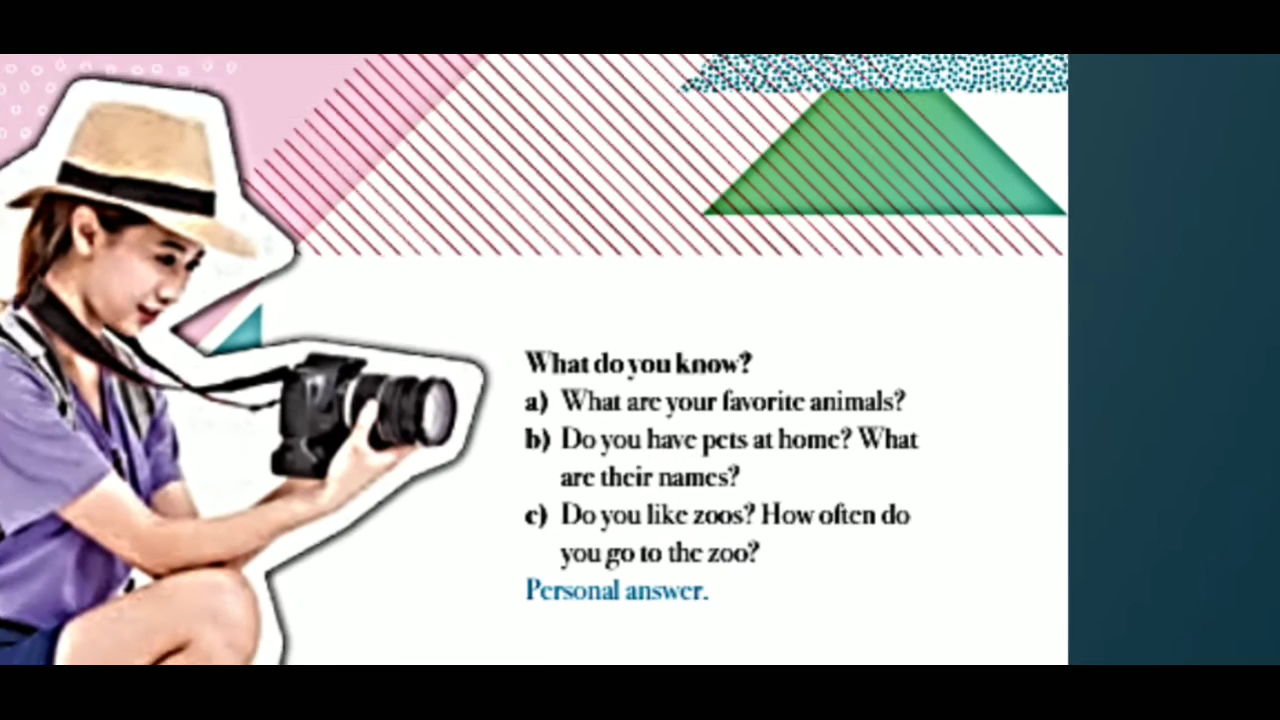 What do you know?
a) What are your favorite animals?
b) Do you have pets at home? What
are their names?
c) Do you like zoos? How often do
you go to the zoo?
Personal answer.